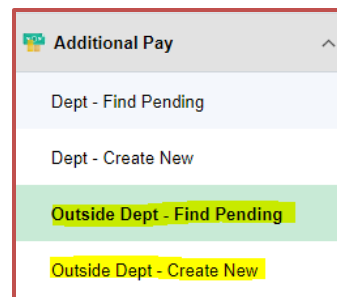 Additional Pay
Dept - Find Pending
Dept - Create New
Outside Dept - Find Pending
Outside Dept - Create New